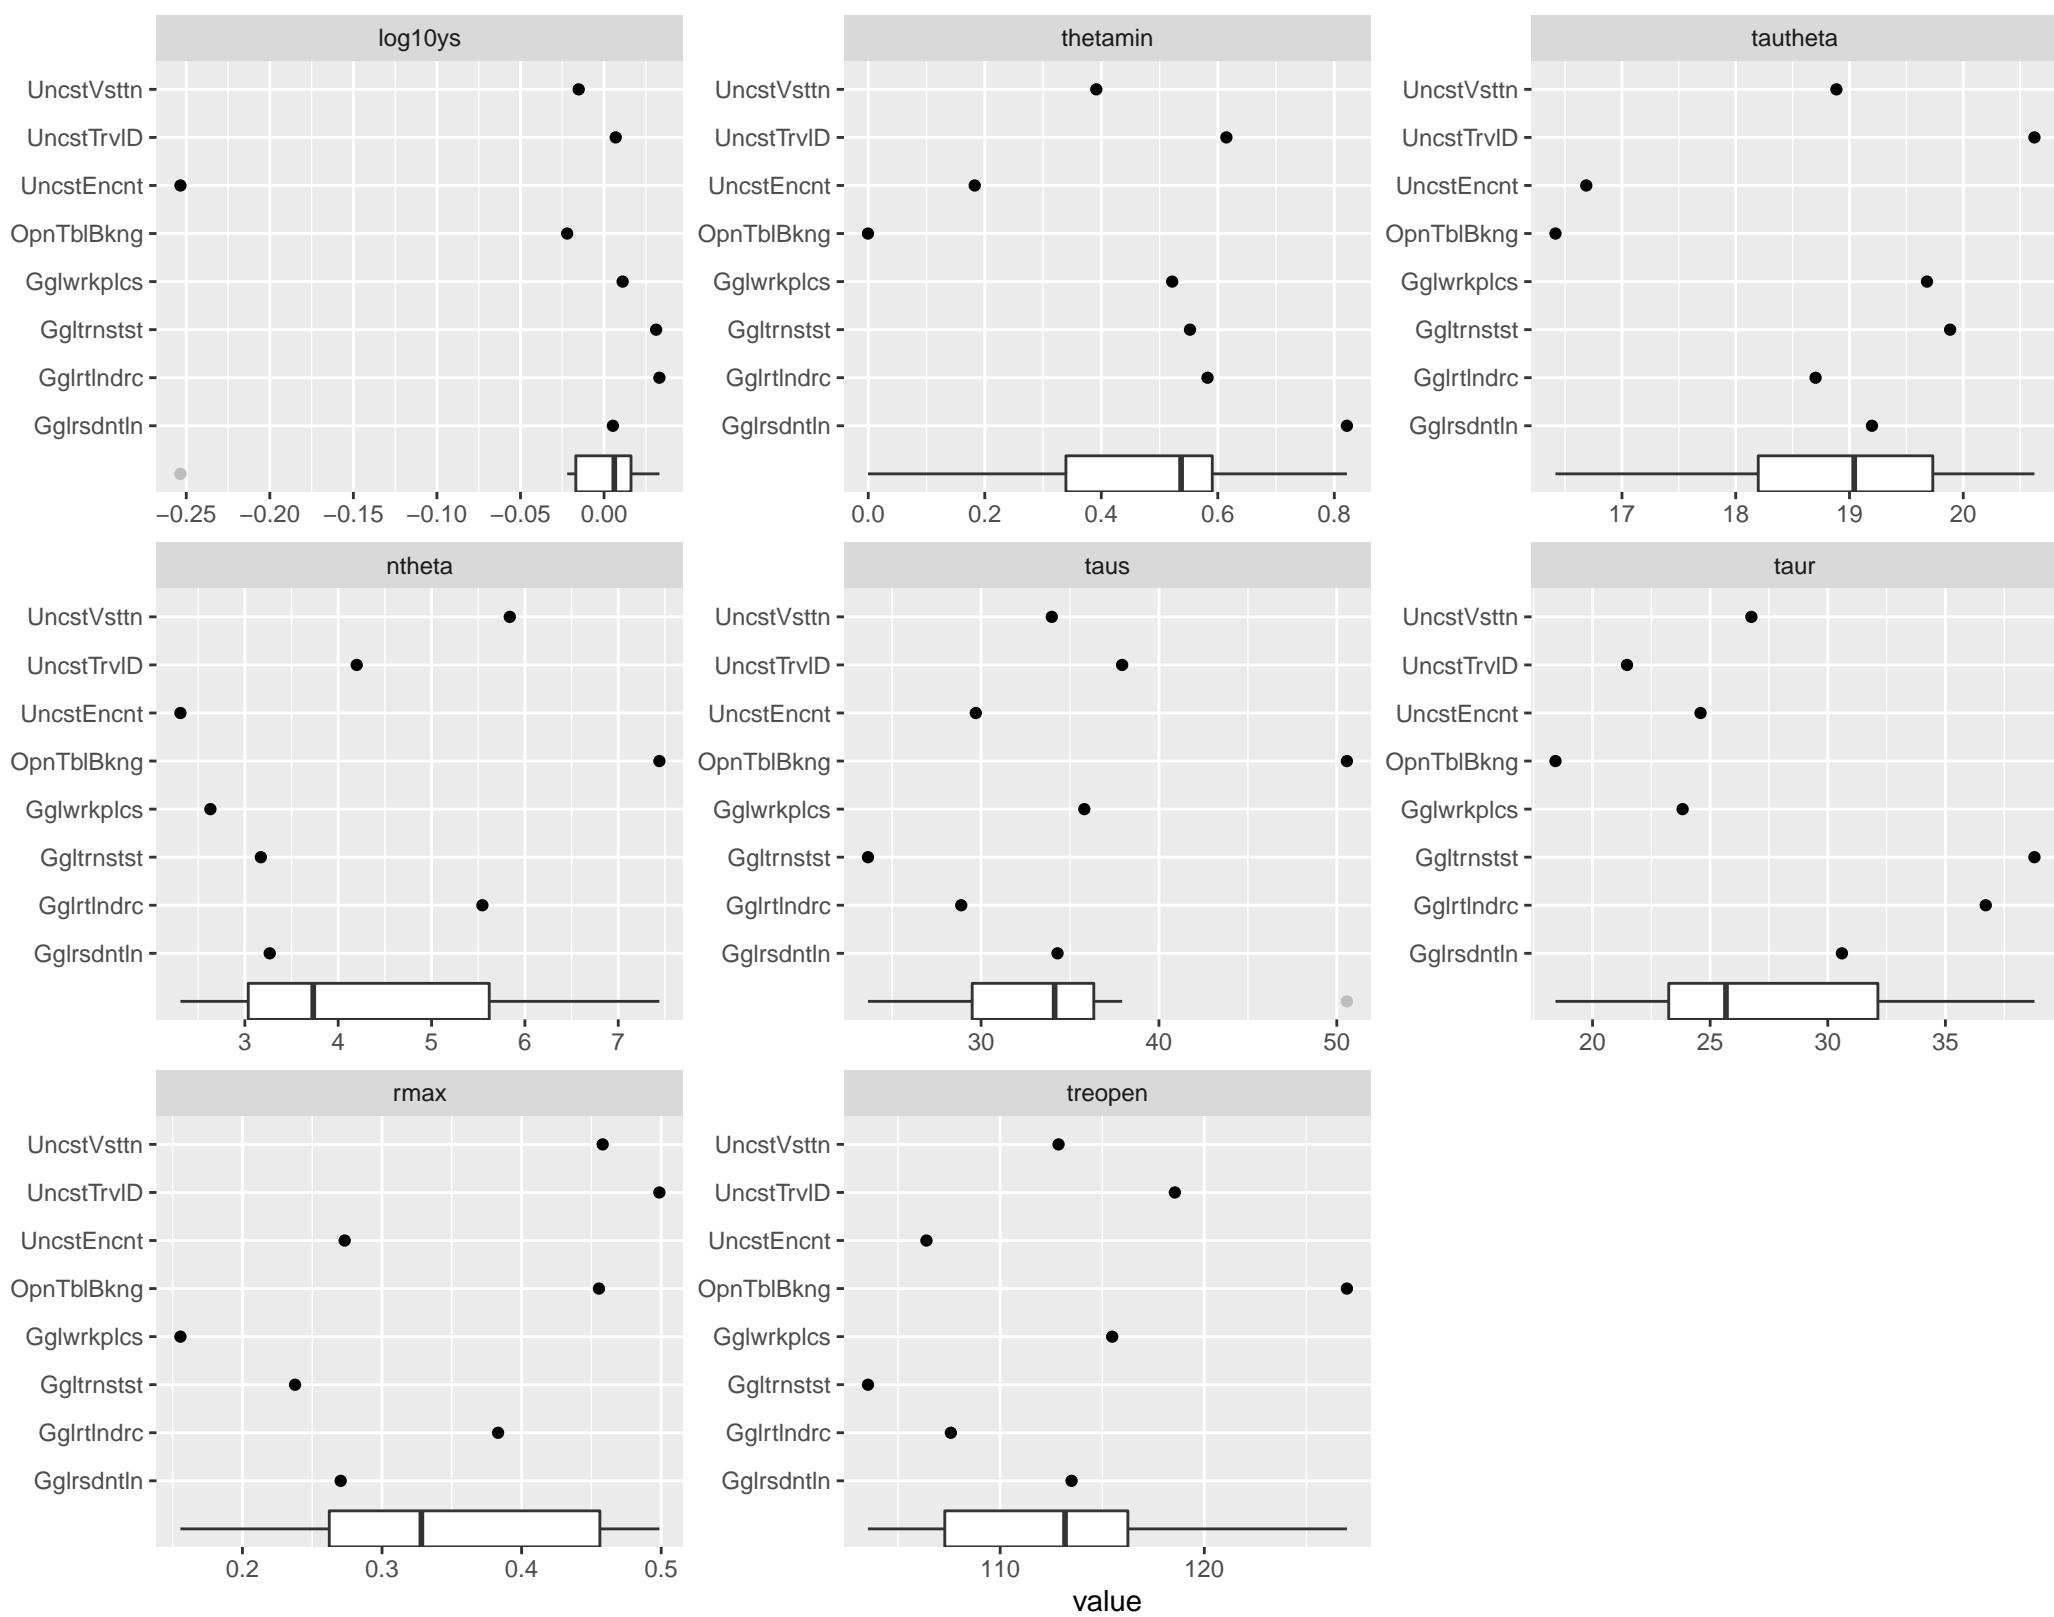 log10ys
thetamin
tautheta
UncstVsttn
UncstTrvlD
UncstEncnt
OpnTblBkng
Gglwrkplcs
Ggltrnstst
Gglrtlndrc
Gglrsdntln
UncstVsttn
UncstTrvlD
UncstEncnt
OpnTblBkng
Gglwrkplcs
Ggltrnstst
Gglrtlndrc
Gglrsdntln
UncstVsttn
UncstTrvlD
UncstEncnt
OpnTblBkng
Gglwrkplcs
Ggltrnstst
Gglrtlndrc
Gglrsdntln
−0.25 −0.20 −0.15 −0.10 −0.05 0.00
0.0 0.2 0.4 0.6 0.8
17 18 19 20
ntheta
taus
taur
UncstVsttn
UncstTrvlD
UncstEncnt
OpnTblBkng
Gglwrkplcs
Ggltrnstst
Gglrtlndrc
Gglrsdntln
UncstVsttn
UncstTrvlD
UncstEncnt
OpnTblBkng
Gglwrkplcs
Ggltrnstst
Gglrtlndrc
Gglrsdntln
UncstVsttn
UncstTrvlD
UncstEncnt
OpnTblBkng
Gglwrkplcs
Ggltrnstst
Gglrtlndrc
Gglrsdntln
3 4 5 6 7
30 40 50
20 25 30 35
rmax
treopen
UncstVsttn
UncstTrvlD
UncstEncnt
OpnTblBkng
Gglwrkplcs
Ggltrnstst
Gglrtlndrc
Gglrsdntln
UncstVsttn
UncstTrvlD
UncstEncnt
OpnTblBkng
Gglwrkplcs
Ggltrnstst
Gglrtlndrc
Gglrsdntln
0.2 0.3 0.4 0.5
110 120
value